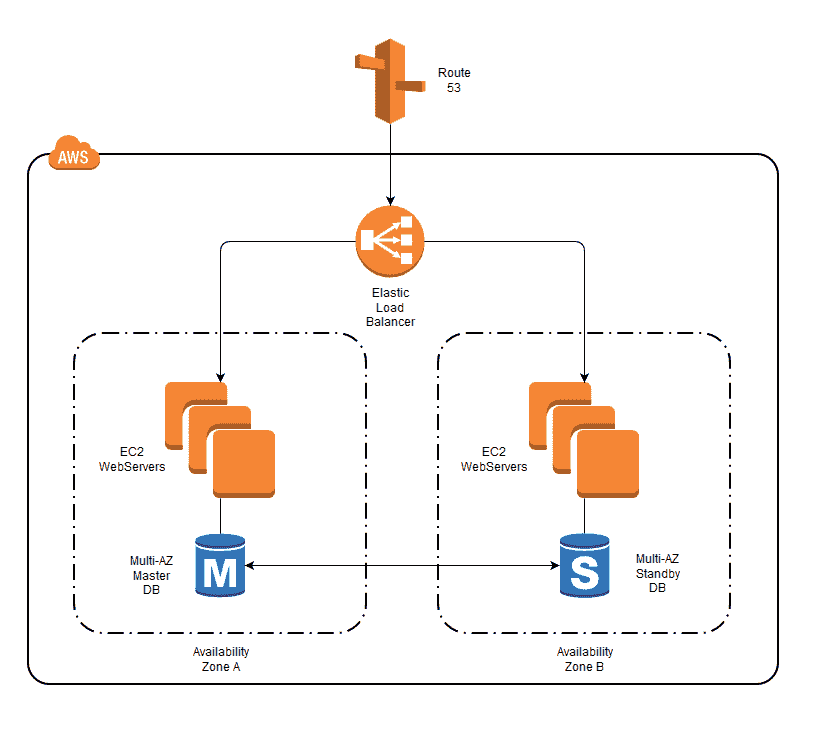 Route
53
AWS
Elastic
Load
Balancer
EC2
WebServers
EC2
WebServers
Multi-AZ
Master
DB
M
S
Multi-AZ
Standby
DB
Availability
Zone A
Availability
Zone B